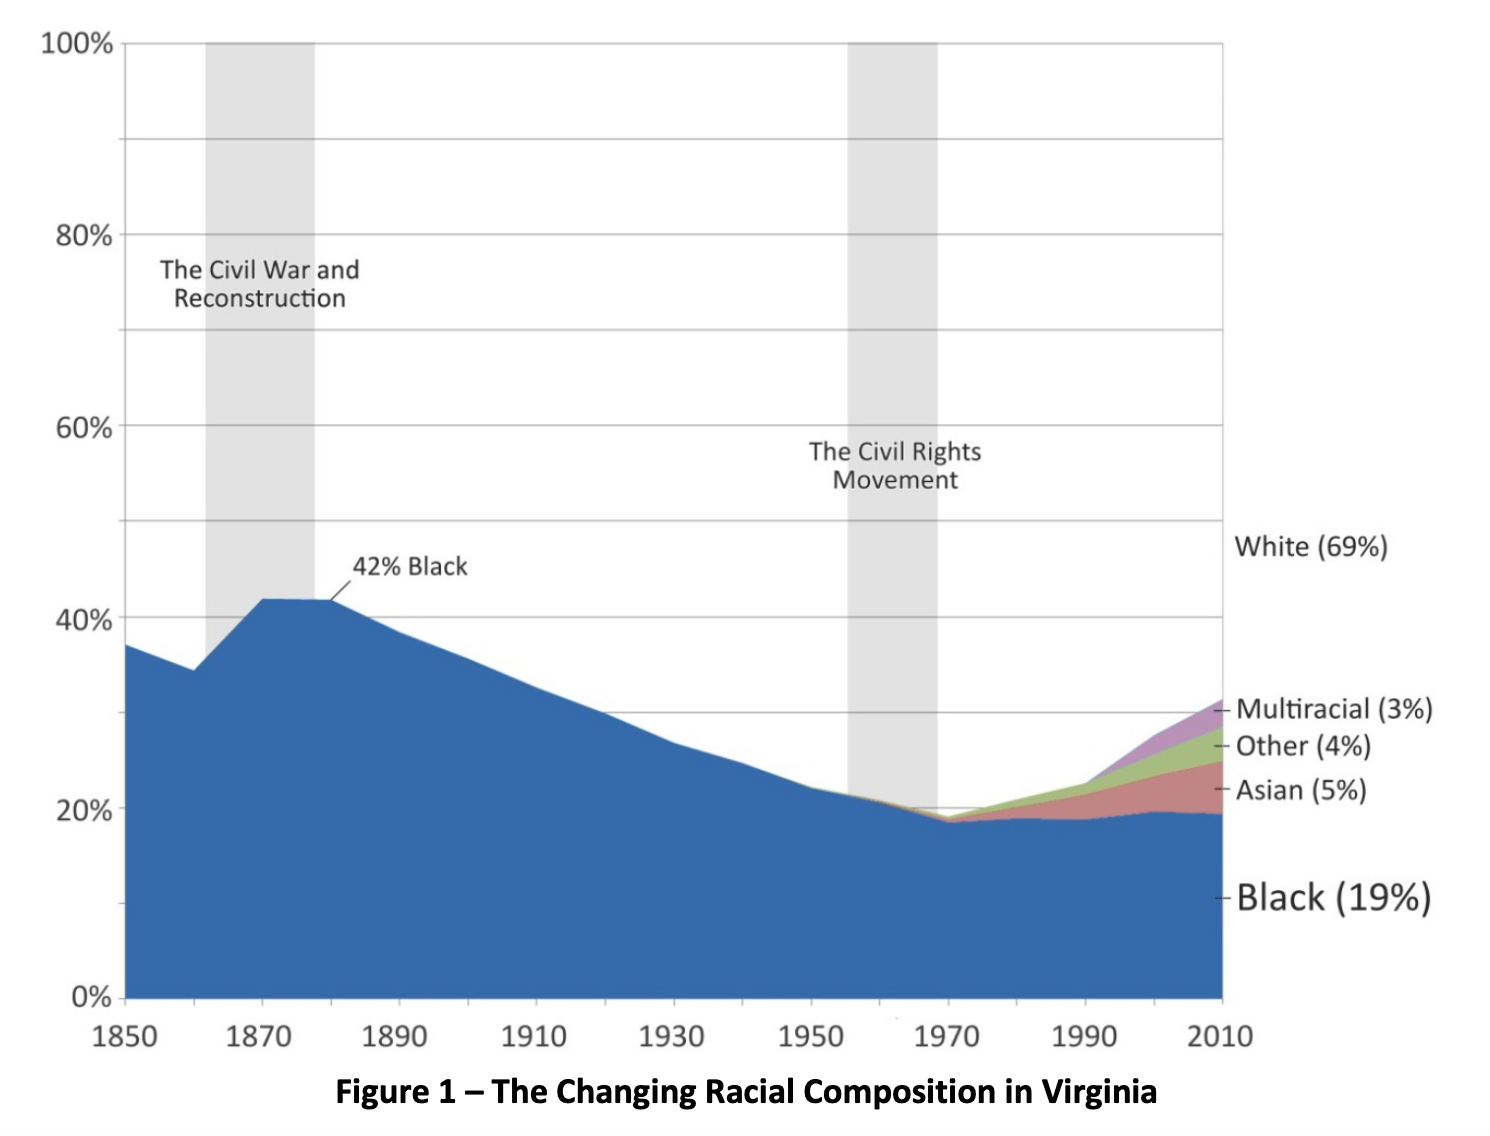 100%
80%
The Civil War and
Reconstruction
60%
The Civil Rights
Movement
White (69%)
42% Black
40%
Multiracial (3%)
Other (4%)
Asian (5%)
20%
Black (19%)
0%
1850 1870 1890 1910 1930 1950 1970 1990 2010
Figure 1 – The Changing Racial Composition in Virginia